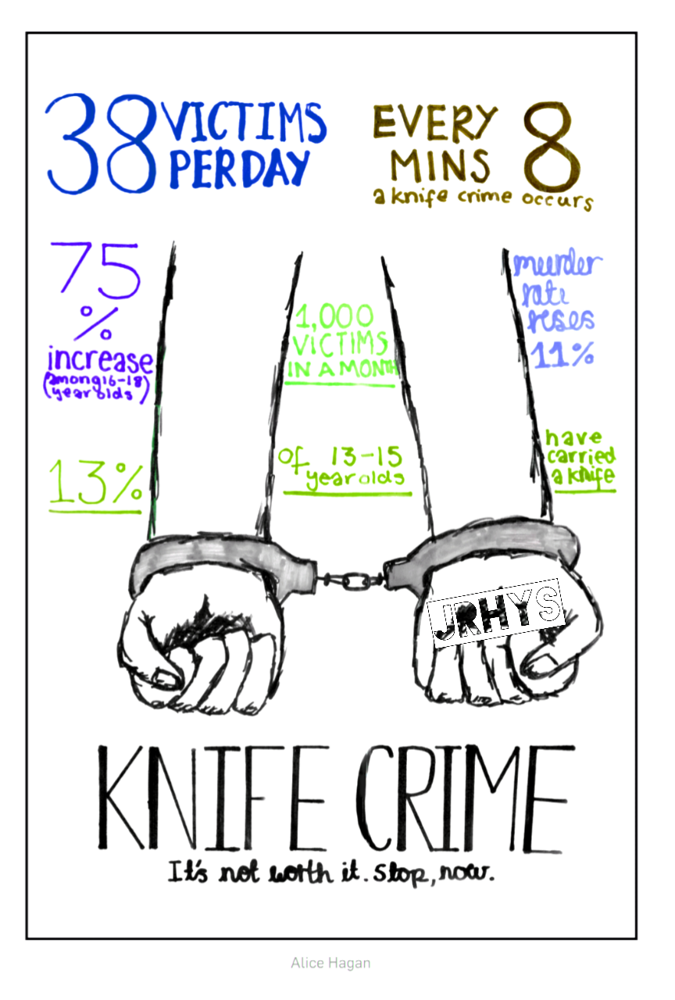 38 VICTIMS
PER DAY
EVERY 8
MINS
a knife crime occurs
75
%
increase
(among 16-18)
(year olds)
1,000
VICTIMS
IN A MONTH
murder
rate
rises
11%
13% of 13-15
year olds
have
carried
a knife
JRHYS
KNIFE CRIME
It's not worth it. Stop, now.
Alice Hagan